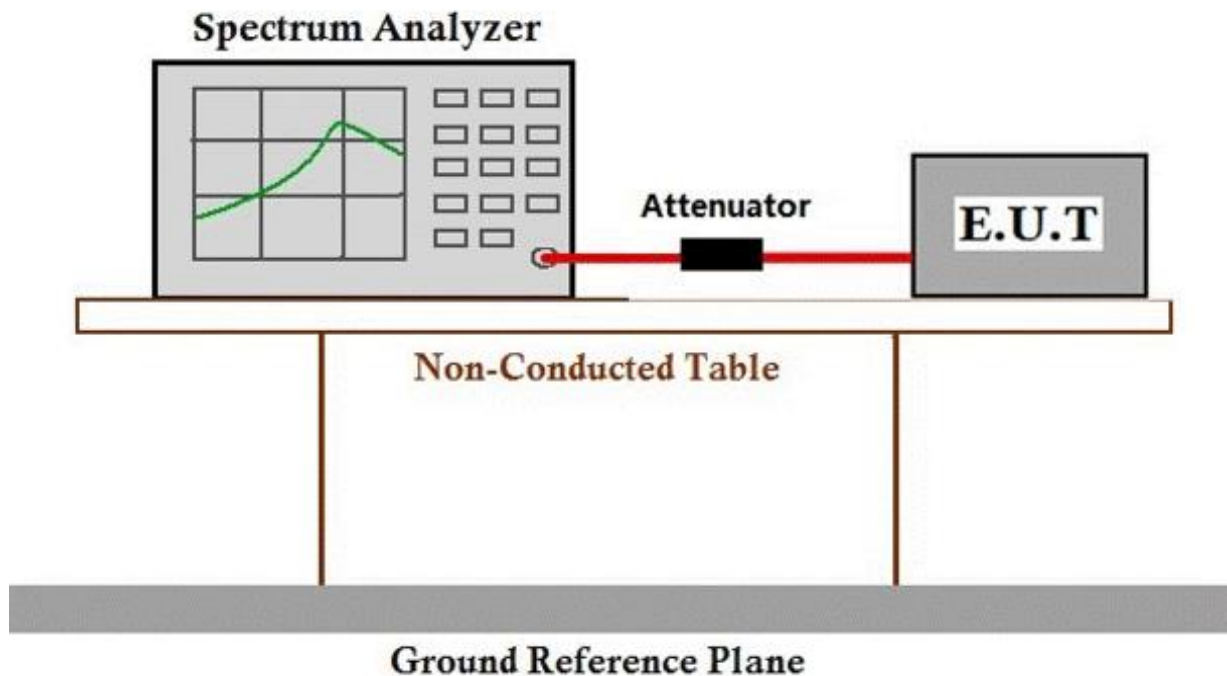 Spectrum Analyzer
Attenuator
E.U.T
Non-Conducted Table
Ground Reference Plane